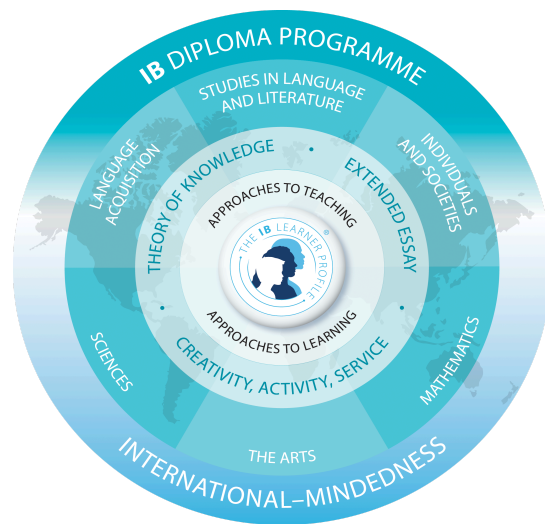 IB DIPLOMA PROGRAMME
STUDIES IN LANGUAGE
AND LITERATURE
LANGUAGE
ACQUISITION
INDIVIDUALS
AND SOCIETIES
THEORY OF KNOWLEDGE
EXTENDED ESSAY
APPROACHES TO TEACHING
THE IB LEARNER PROFILE
®
APPROACHES TO LEARNING
CREATIVITY, ACTIVITY, SERVICE
SCIENCES
MATHEMATICS
THE ARTS
INTERNATIONAL–MINDEDNESS